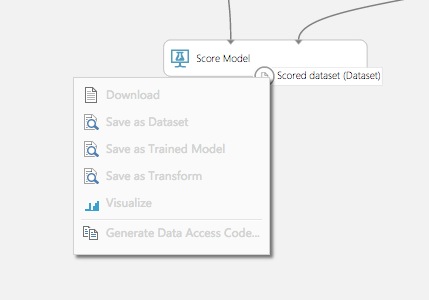 Score Model
Scored dataset (Dataset)
Download
Save as Dataset
Save as Trained Model
Save as Transform
Visualize
Generate Data Access Code...